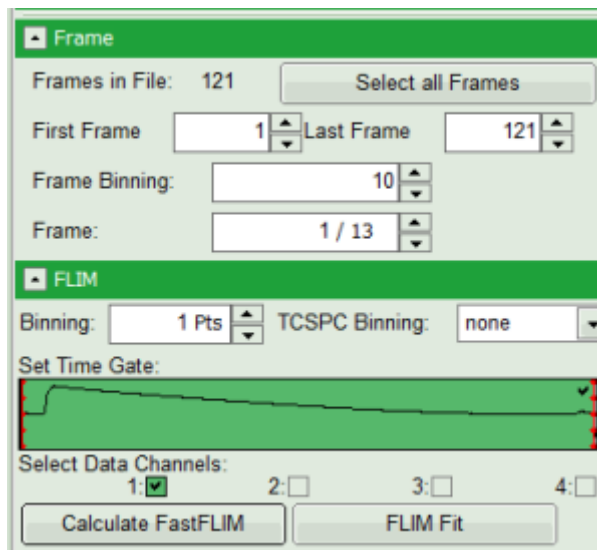 Frame
Frames in File: 121 Select all Frames
First Frame 1 Last Frame 121
Frame Binning: 10
Frame: 1 / 13
FLIM
Binning: 1 Pts TCSPC Binning: none
Set Time Gate:
Select Data Channels:
1: 2: 3: 4:
Calculate FastFLIM FLIM Fit